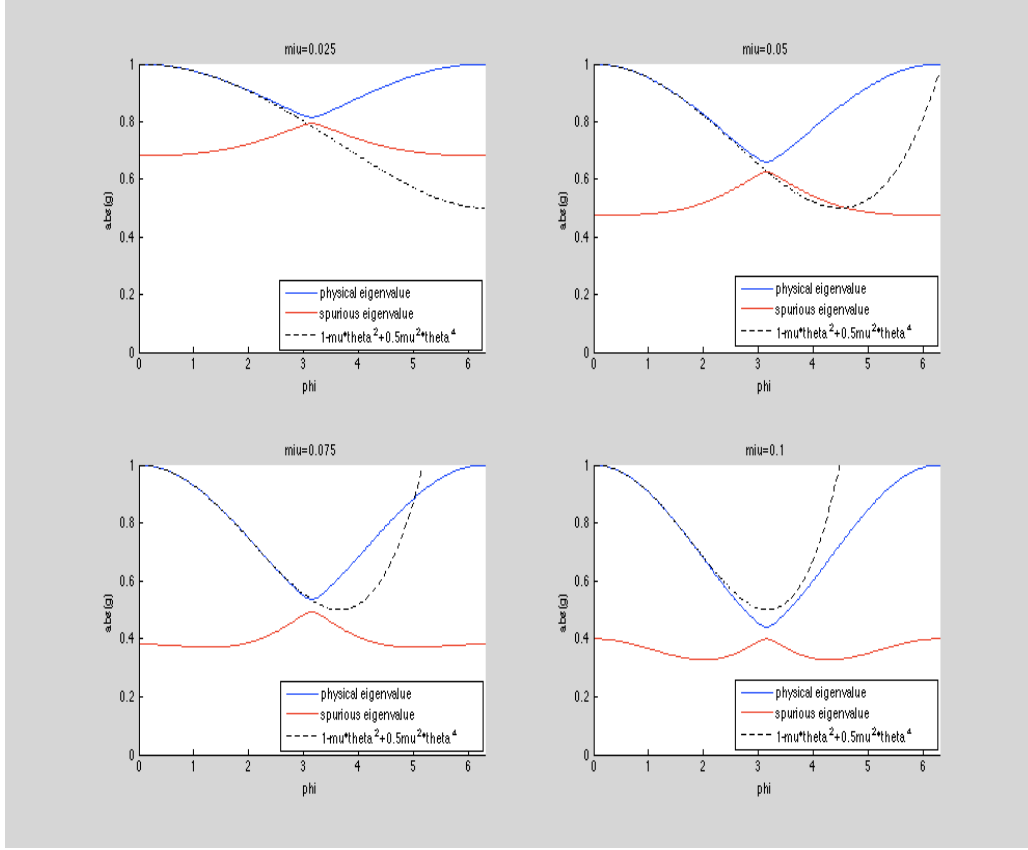 miu=0.025
1
0.8
0.6
0.4
0.2
0
abs(g)
physical eigenvalue
spurious eigenvalue
1-mu*theta^2+0.5mu^2*theta^4
0 1 2 3 4 5 6
phi
miu=0.05
1
0.8
0.6
0.4
0.2
0
abs(g)
physical eigenvalue
spurious eigenvalue
1-mu*theta^2+0.5mu^2*theta^4
0 1 2 3 4 5 6
phi
miu=0.075
1
0.8
0.6
0.4
0.2
0
abs(g)
physical eigenvalue
spurious eigenvalue
1-mu*theta^2+0.5mu^2*theta^4
0 1 2 3 4 5 6
phi
miu=0.1
1
0.8
0.6
0.4
0.2
0
abs(g)
physical eigenvalue
spurious eigenvalue
1-mu*theta^2+0.5mu^2*theta^4
0 1 2 3 4 5 6
phi